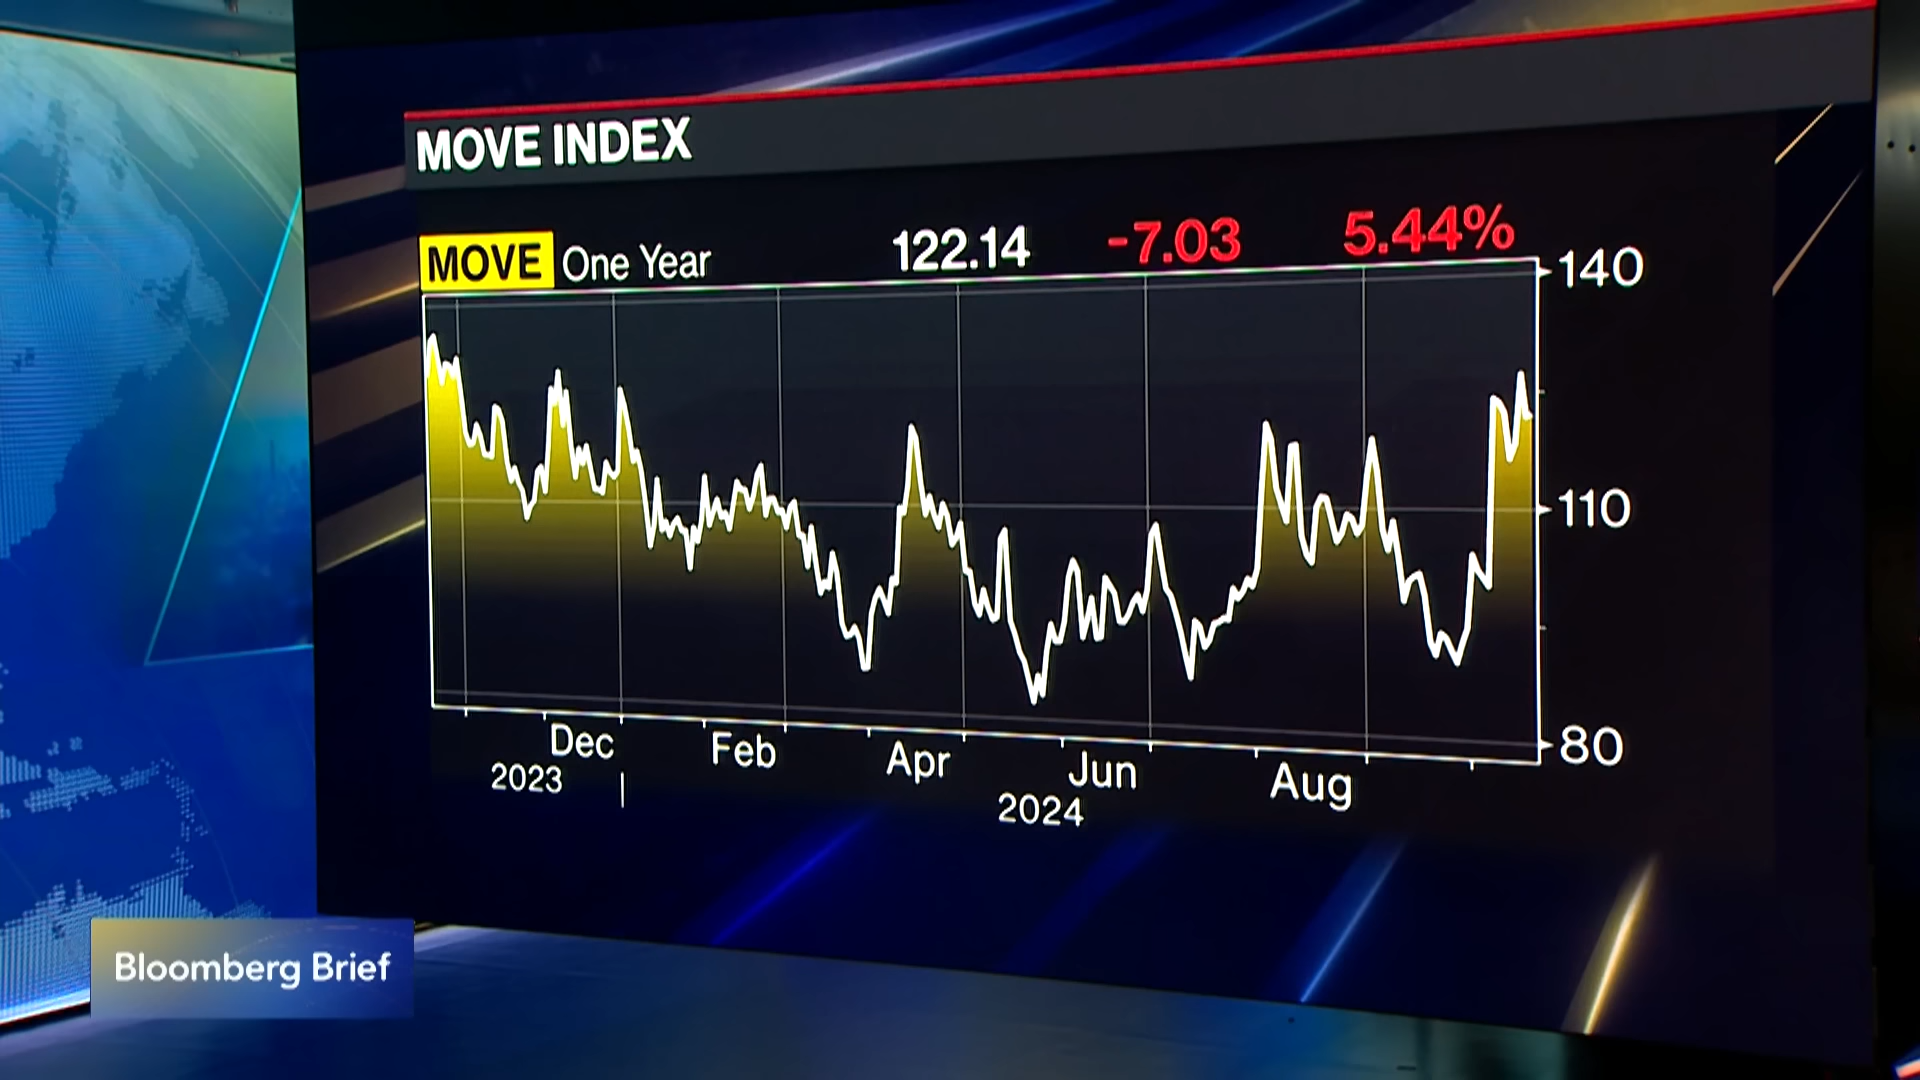 MOVE INDEX
MOVE One Year 122.14 -7.03 5.44%
140
110
80
Dec Feb Apr Jun Aug
2023 | 2024
Bloomberg Brief